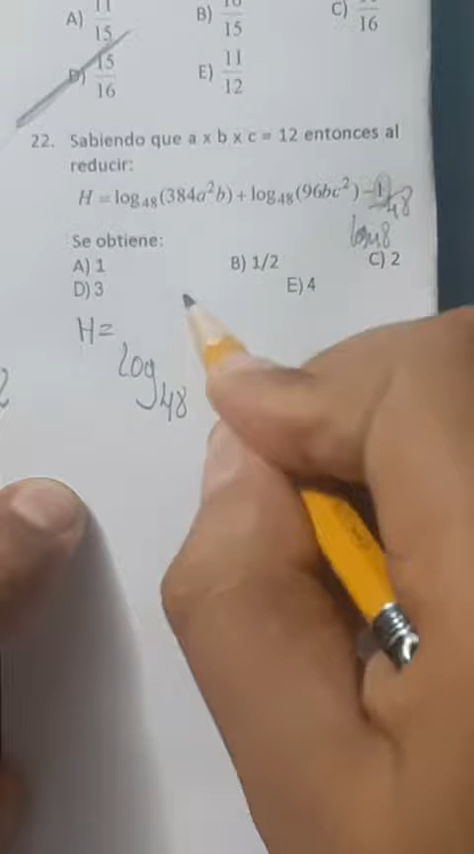 A) 11/15 B) 10/15 C) /16
D) 15/16 E) 11/12
22. Sabiendo que a x b x c = 12 entonces al
reducir:
H = log₄₈(384a²b) + log₄₈(96bc²) − 1
48
log48
Se obtiene:
A) 1 B) 1/2 C) 2
D) 3 E) 4
H=
log₄₈